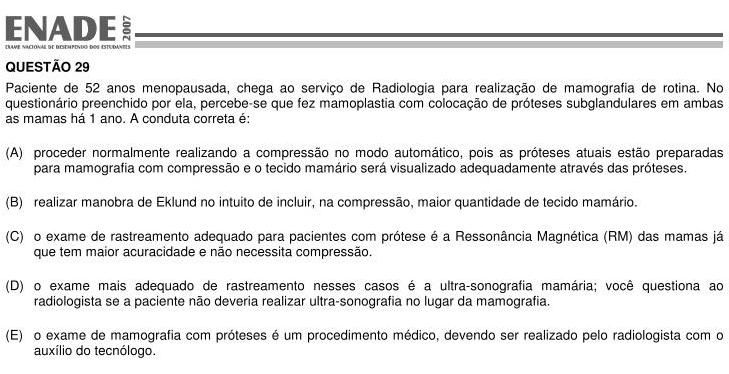 ENADE 2007
EXAME NACIONAL DE DESEMPENHO DOS ESTUDANTES
QUESTÃO 29
Paciente de 52 anos menopausada, chega ao serviço de Radiologia para realização de mamografia de rotina. No
questionário preenchido por ela, percebe-se que fez mamoplastia com colocação de próteses subglandulares em ambas
as mamas há 1 ano. A conduta correta é:
(A) proceder normalmente realizando a compressão no modo automático, pois as próteses atuais estão preparadas
para mamografia com compressão e o tecido mamário será visualizado adequadamente através das próteses.
(B) realizar manobra de Eklund no intuito de incluir, na compressão, maior quantidade de tecido mamário.
(C) o exame de rastreamento adequado para pacientes com prótese é a Ressonância Magnética (RM) das mamas já
que tem maior acuracidade e não necessita compressão.
(D) o exame mais adequado de rastreamento nesses casos é a ultra-sonografia mamária; você questiona ao
radiologista se a paciente não deveria realizar ultra-sonografia no lugar da mamografia.
(E) o exame de mamografia com próteses é um procedimento médico, devendo ser realizado pelo radiologista com o
auxílio do tecnólogo.